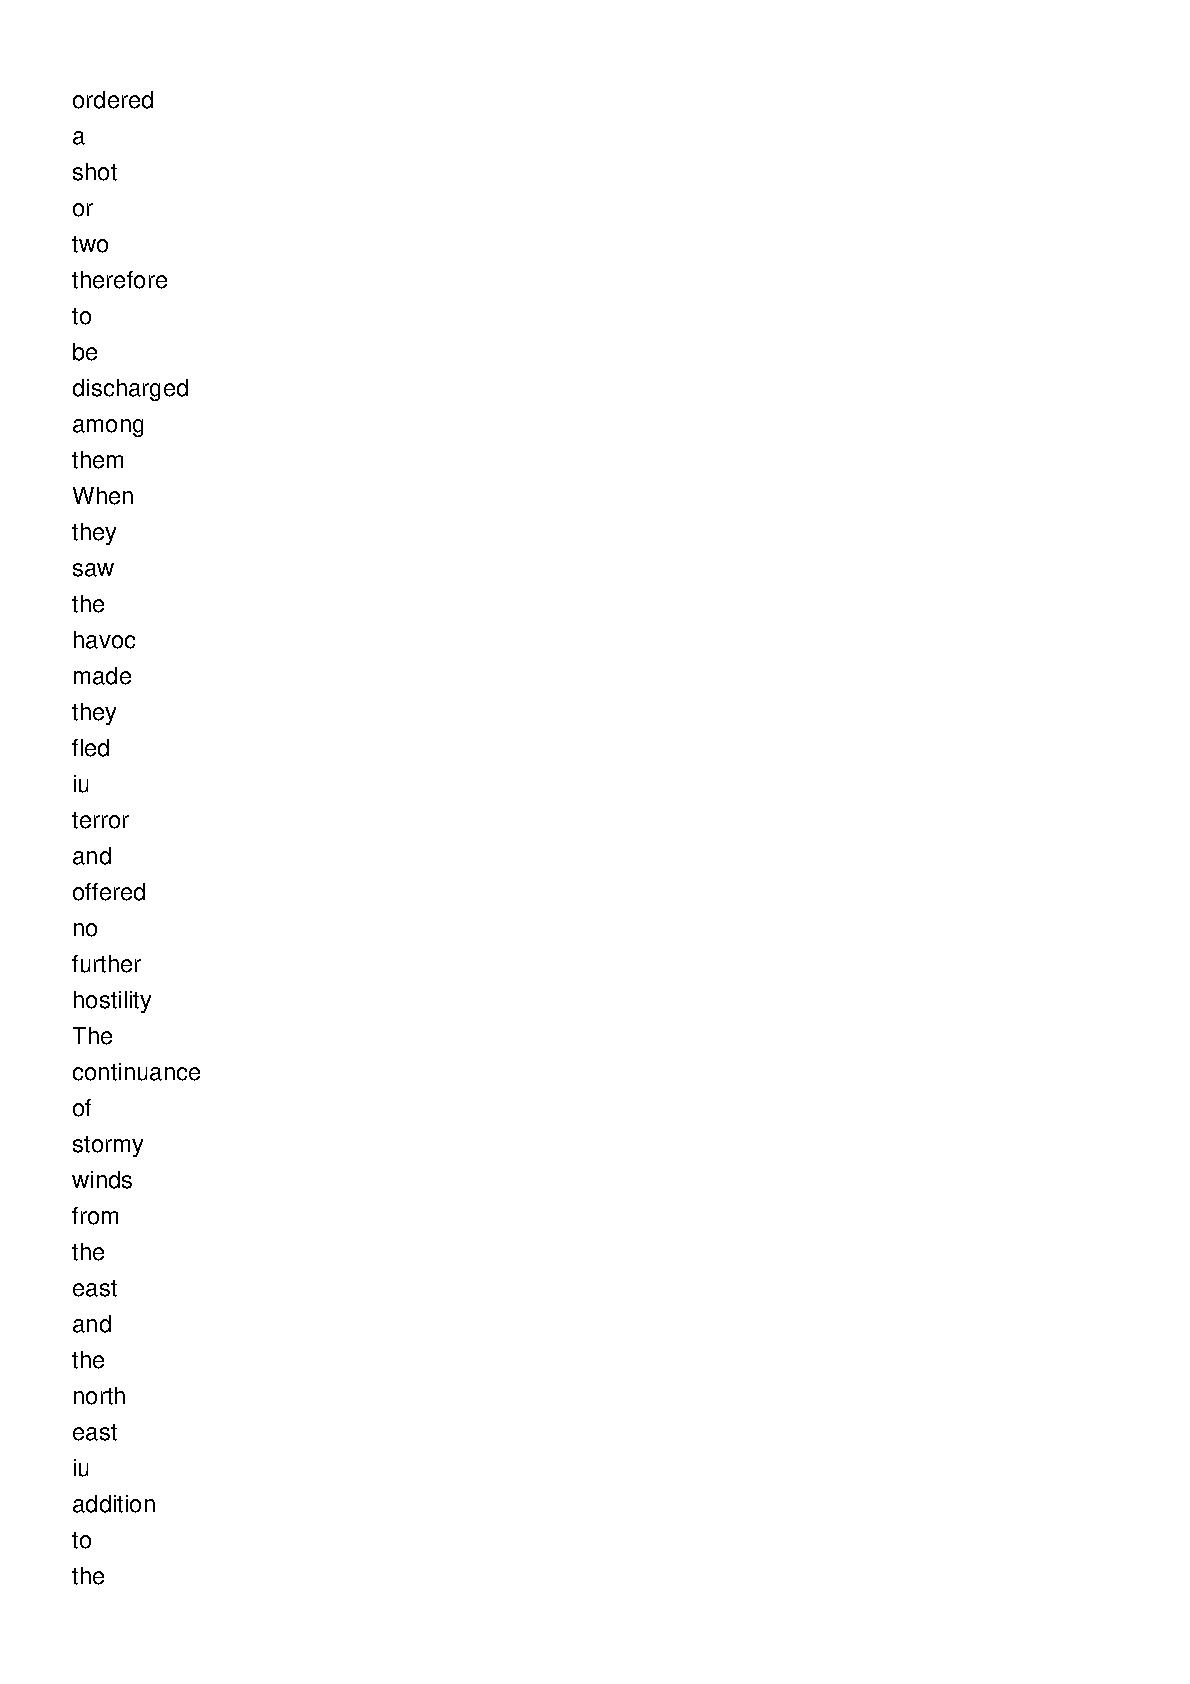 ordered
a
shot
or
two
therefore
to
be
discharged
among
them
When
they
saw
the
havoc
made
they
fled
iu
terror
and
offered
no
further
hostility
The
continuance
of
stormy
winds
from
the
east
and
the
north
east
iu
addition
to
the